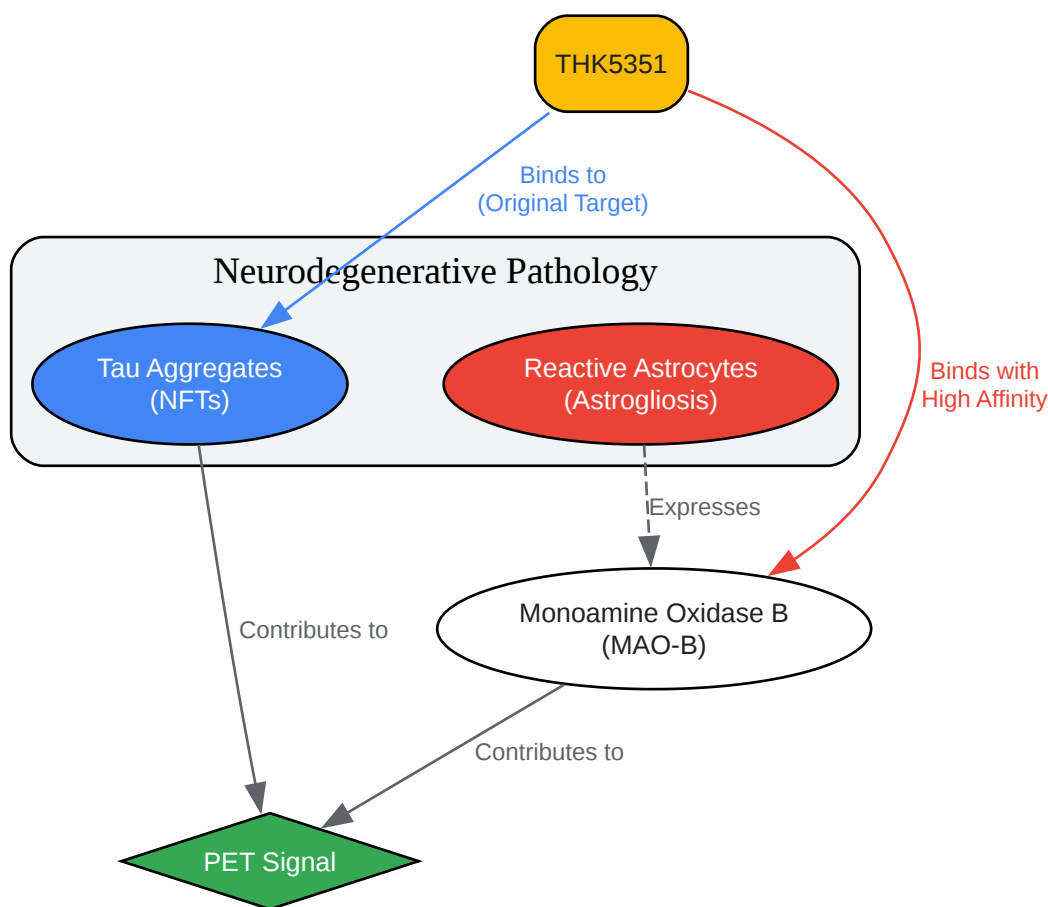 THK5351
Binds to
(Original Target)
Neurodegenerative Pathology
Tau Aggregates
(NFTs)
Reactive Astrocytes
(Astrogliosis)
Binds with
High Affinity
Expresses
Monoamine Oxidase B
(MAO-B)
Contributes to
Contributes to
PET Signal